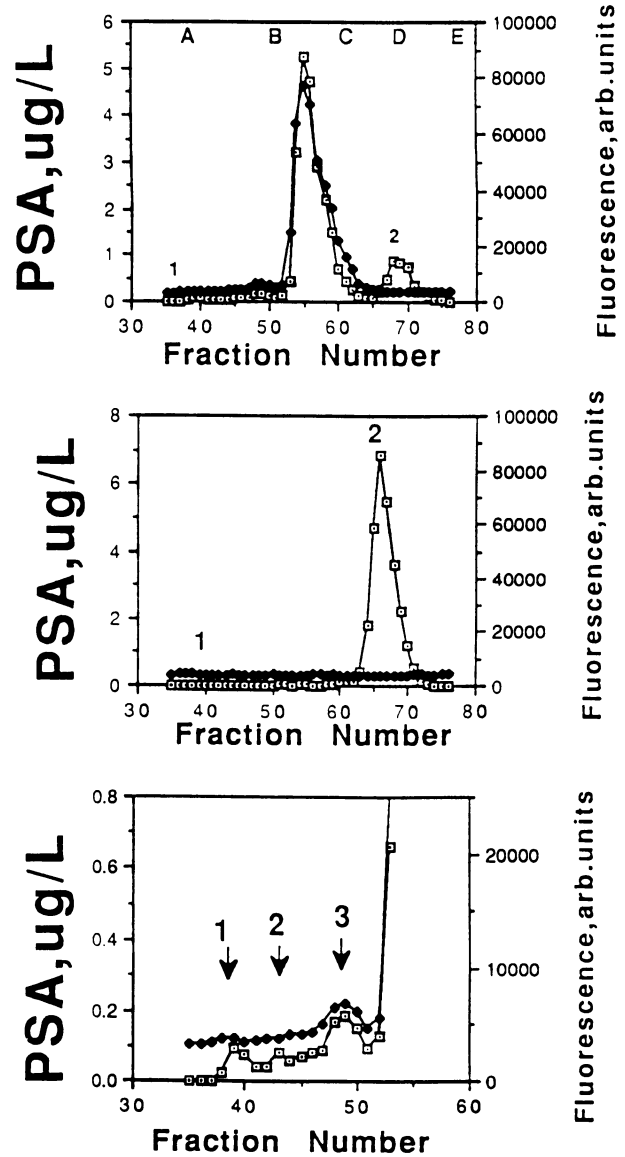 6 A B C D E 100000
5 80000
4 60000
3 40000
2 2 20000
1 1
0 0
30 40 50 60 70 80
Fraction Number
PSA,ug/L
Fluorescence,arb.units
8 100000
2
6 80000
60000
4
40000
2 1 20000
0 0
30 40 50 60 70 80
Fraction Number
PSA,ug/L
Fluorescence,arb.units
0.8
20000
0.6
0.4 1 2 3
10000
0.2
0.0 0
30 40 50 60
Fraction Number
PSA,ug/L
Fluorescence,arb.units